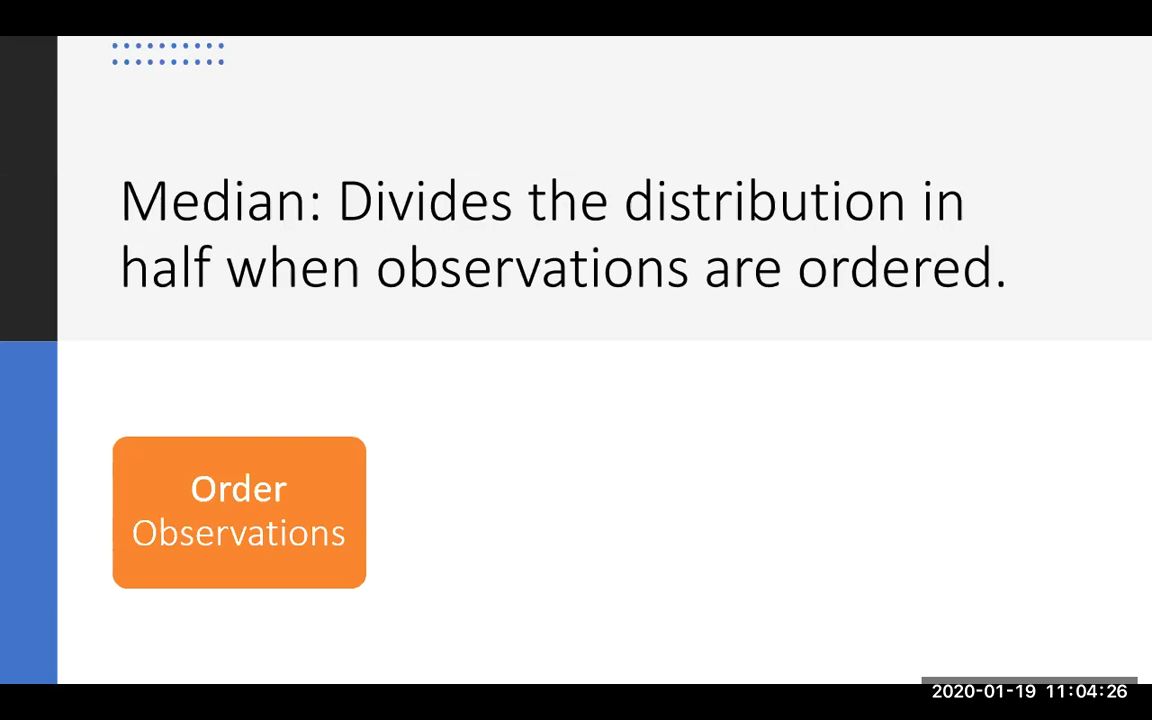 Median: Divides the distribution in
half when observations are ordered.
Order
Observations
2020-01-19 11:04:26